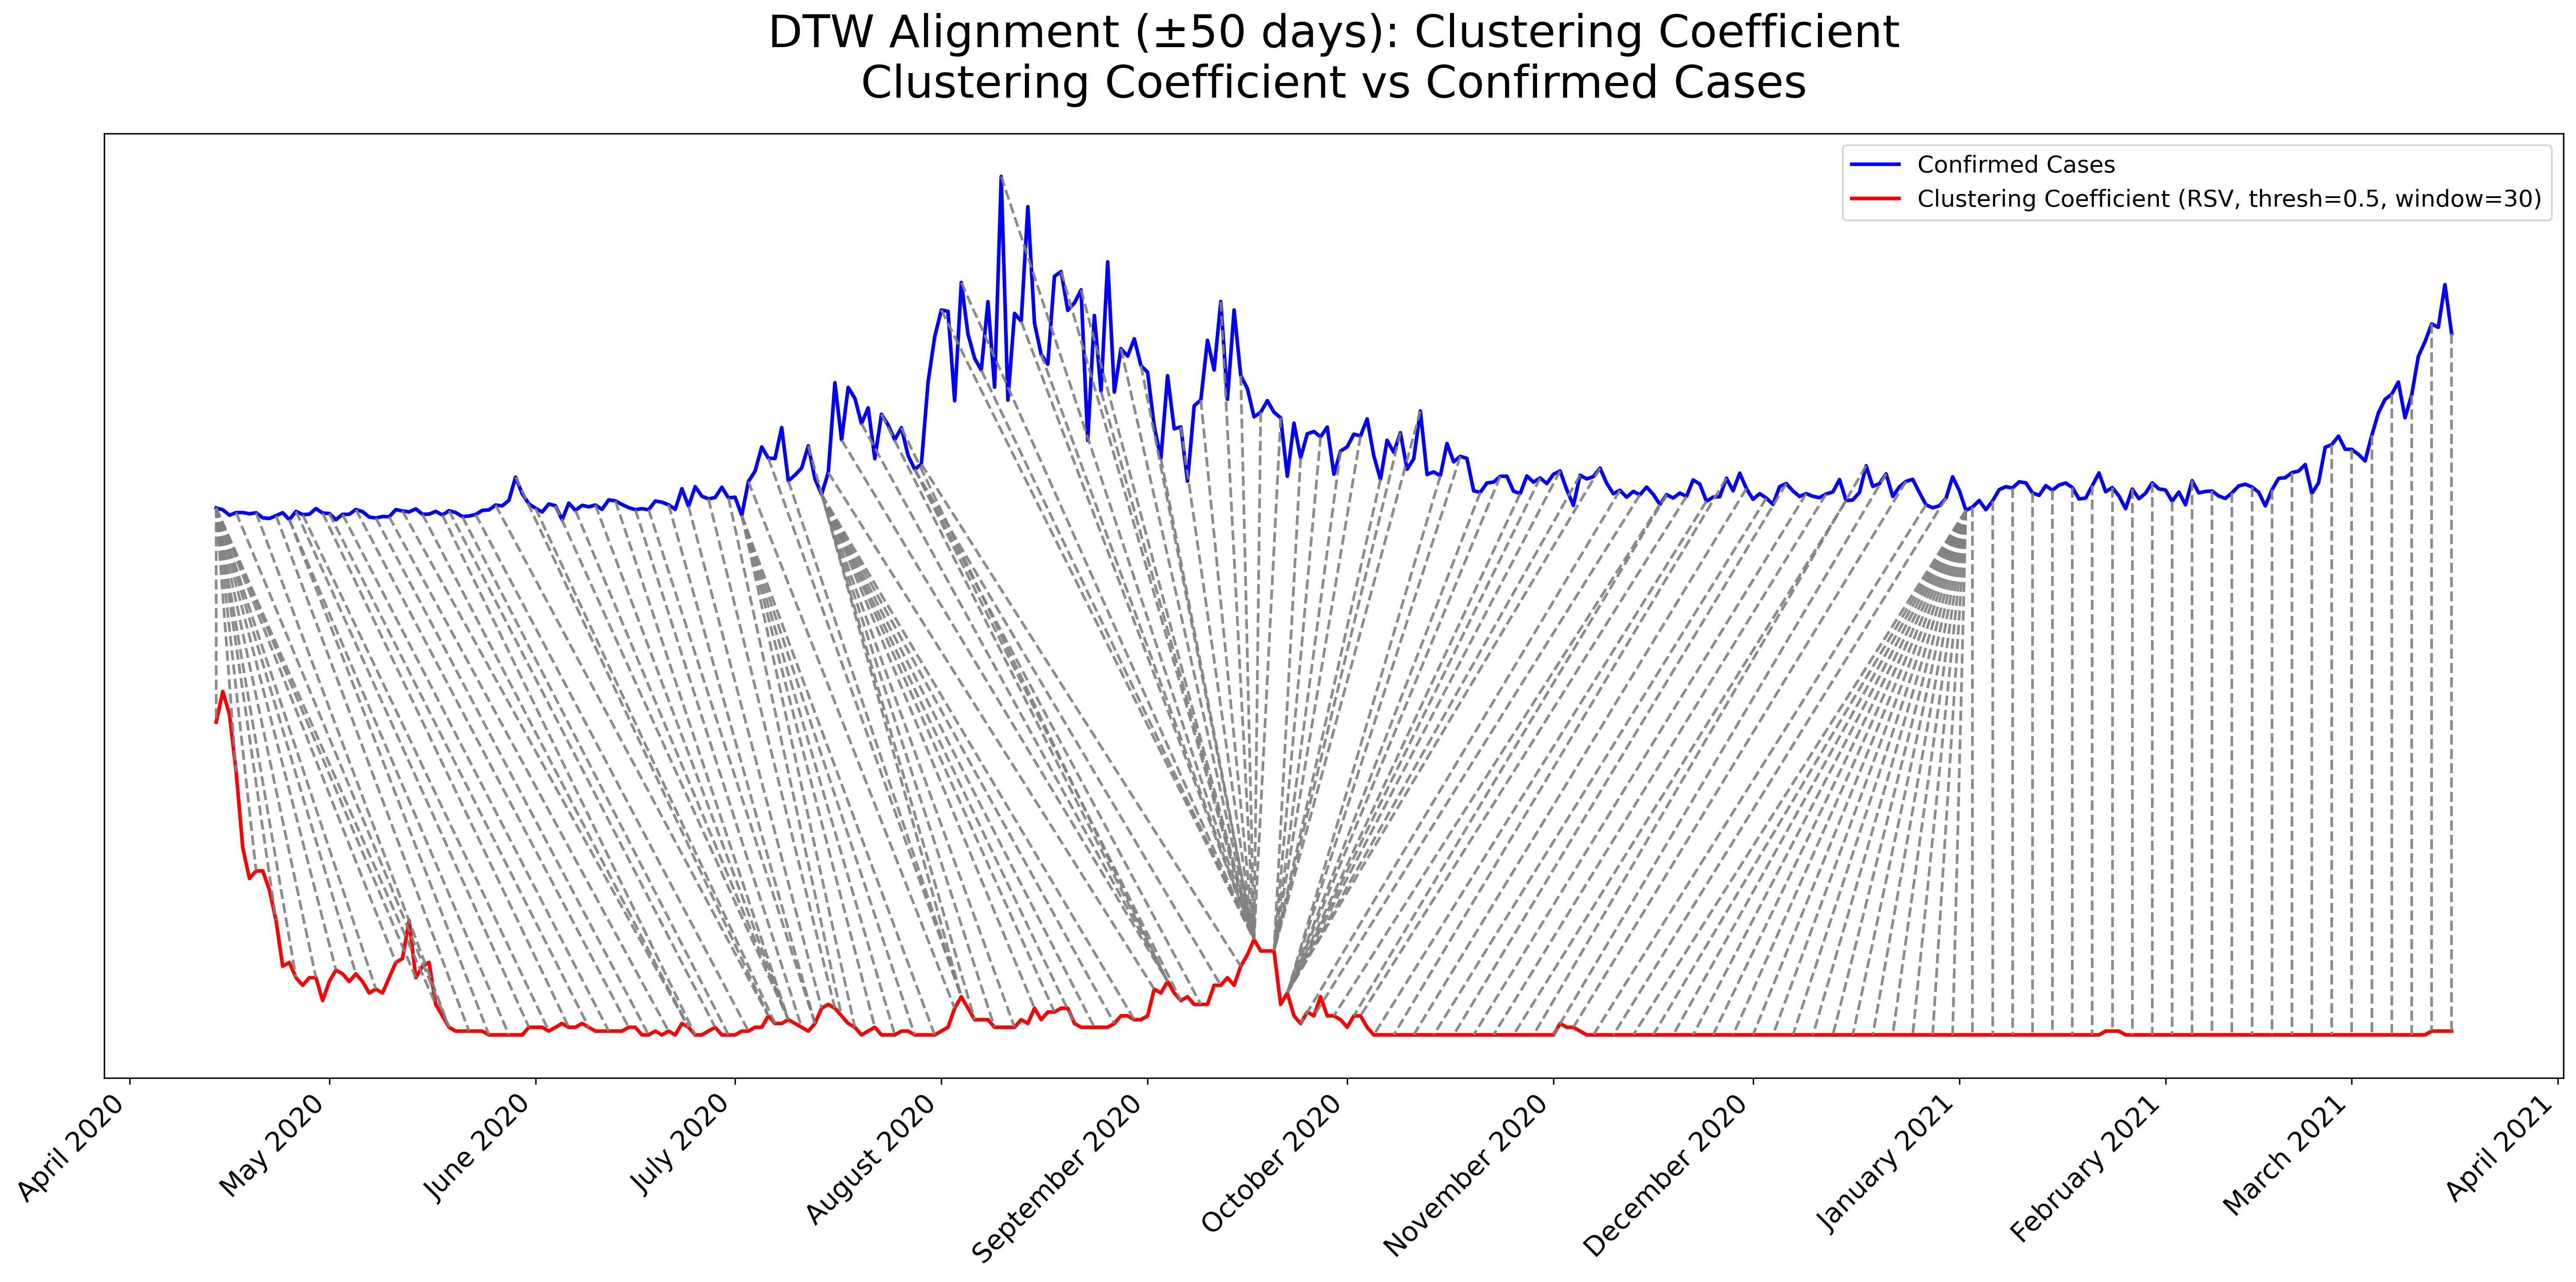 DTW Alignment (±50 days): Clustering Coefficient
Clustering Coefficient vs Confirmed Cases
Confirmed Cases
Clustering Coefficient (RSV, thresh=0.5, window=30)
April 2020
May 2020
June 2020
July 2020
August 2020
September 2020
October 2020
November 2020
December 2020
January 2021
February 2021
March 2021
April 2021